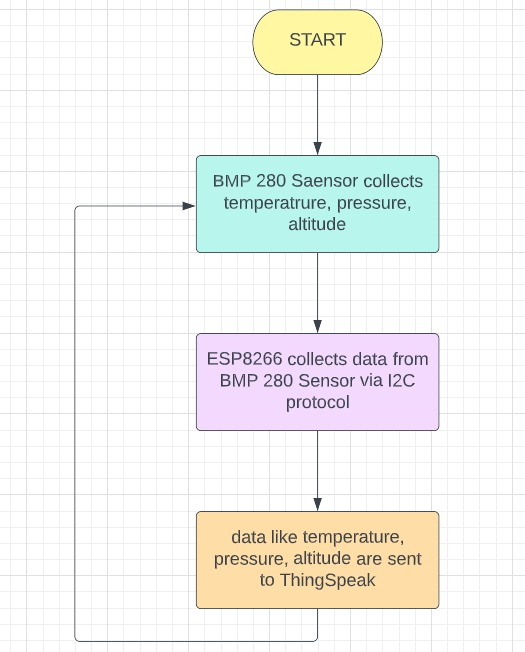 START
BMP 280 Saensor collects
temperatrure, pressure,
altitude
ESP8266 collects data from
BMP 280 Sensor via I2C
protocol
data like temperature,
pressure, altitude are sent
to ThingSpeak